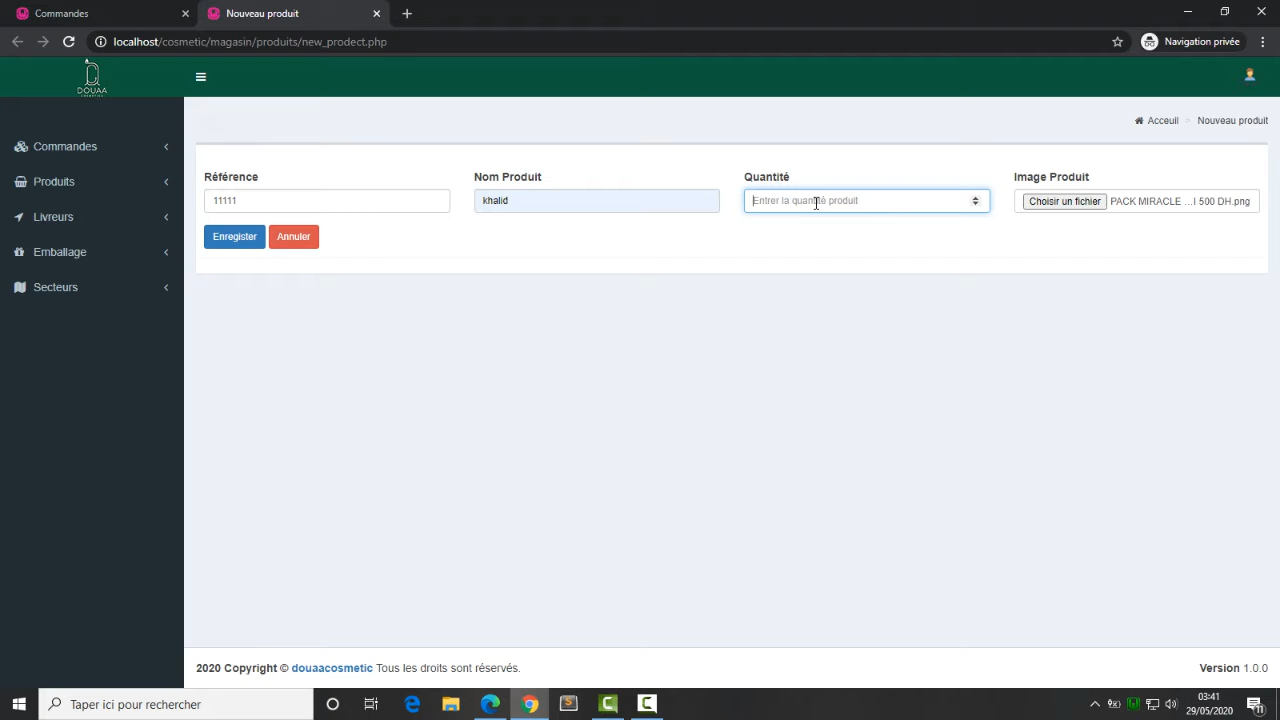 Commandes
Nouveau produit
localhost/cosmetic/magasin/produits/new_prodect.php
Navigation privée
DOUAA
Acceuil > Nouveau produit
Commandes
Produits
Livreurs
Emballage
Secteurs
Référence
Nom Produit
Quantité
Image Produit
11111
khalid
Entrer la quantité produit
Choisir un fichier PACK MIRACLE ...I 500 DH.png
Enregister
Annuler
2020 Copyright © douaacosmetic Tous les droits sont réservés.
Version 1.0.0
Taper ici pour rechercher
03:41
29/05/2020
11